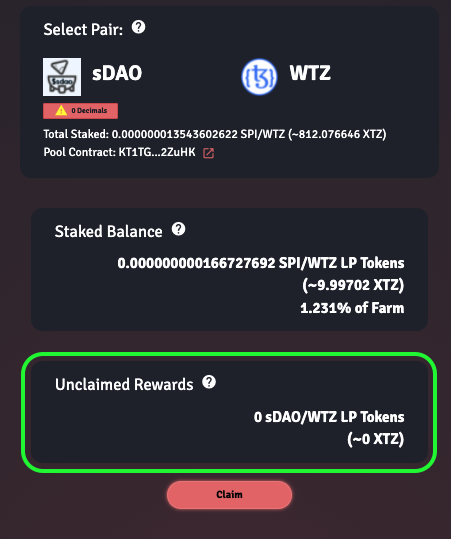 Select Pair: ?
$sdao
sDAO
WTZ
0 Decimals
Total Staked: 0.000000013543602622 SPI/WTZ (~812.076646 XTZ)
Pool Contract: KT1TG...2ZuHK
Staked Balance ?
0.000000000166727692 SPI/WTZ LP Tokens
(~9.99702 XTZ)
1.231% of Farm
Unclaimed Rewards ?
0 sDAO/WTZ LP Tokens
(~0 XTZ)
Claim